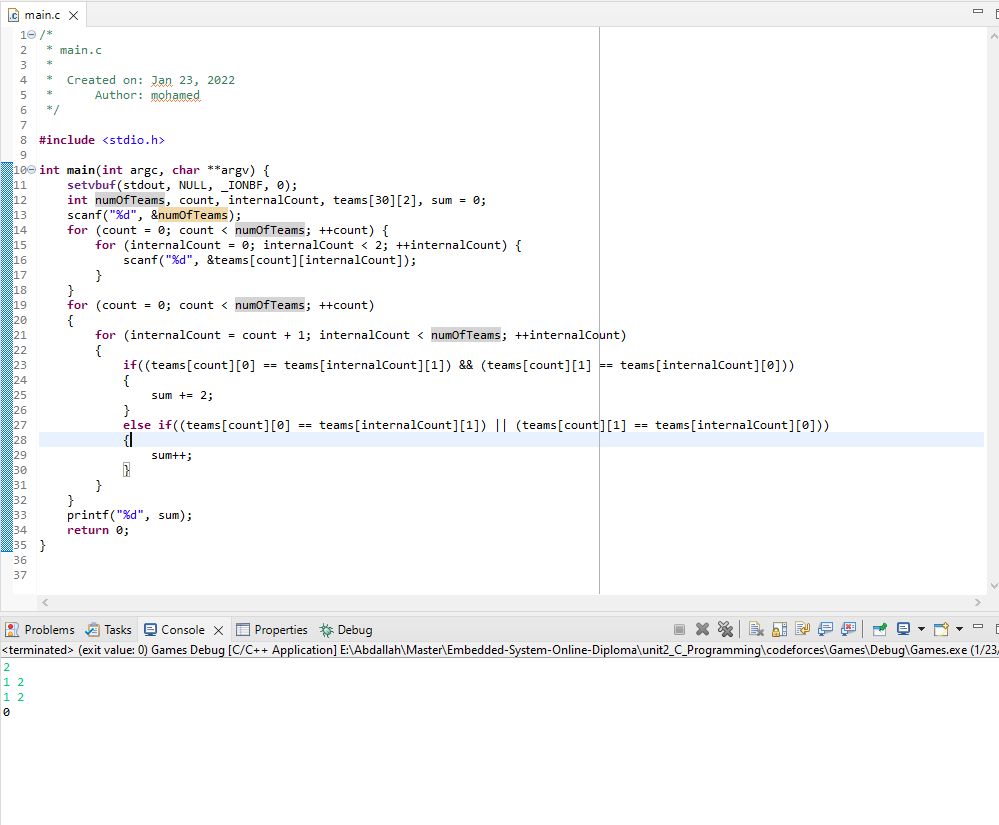 main.c
1 /*
2  * main.c
3  *
4  *  Created on: Jan 23, 2022
5  *      Author: mohamed
6  */
7
8 #include <stdio.h>
9
10 int main(int argc, char **argv) {
11     setvbuf(stdout, NULL, _IONBF, 0);
12     int numOfTeams, count, internalCount, teams[30][2], sum = 0;
13     scanf("%d", &numOfTeams);
14     for (count = 0; count < numOfTeams; ++count) {
15         for (internalCount = 0; internalCount < 2; ++internalCount) {
16             scanf("%d", &teams[count][internalCount]);
17         }
18     }
19     for (count = 0; count < numOfTeams; ++count)
20     {
21         for (internalCount = count + 1; internalCount < numOfTeams; ++internalCount)
22         {
23             if((teams[count][0] == teams[internalCount][1]) && (teams[count][1] == teams[internalCount][0]))
24             {
25                 sum += 2;
26             }
27             else if((teams[count][0] == teams[internalCount][1]) || (teams[count][1] == teams[internalCount][0]))
28             {
29                 sum++;
30             }
31         }
32     }
33     printf("%d", sum);
34     return 0;
35 }
36
37
Problems Tasks Console Properties Debug
<terminated> (exit value: 0) Games Debug [C/C++ Application] E:\Abdallah\Master\Embedded-System-Online-Diploma\unit2_C_Programming\codeforces\Games\Debug\Games.exe (1/23/
2
1 2
1 2
0